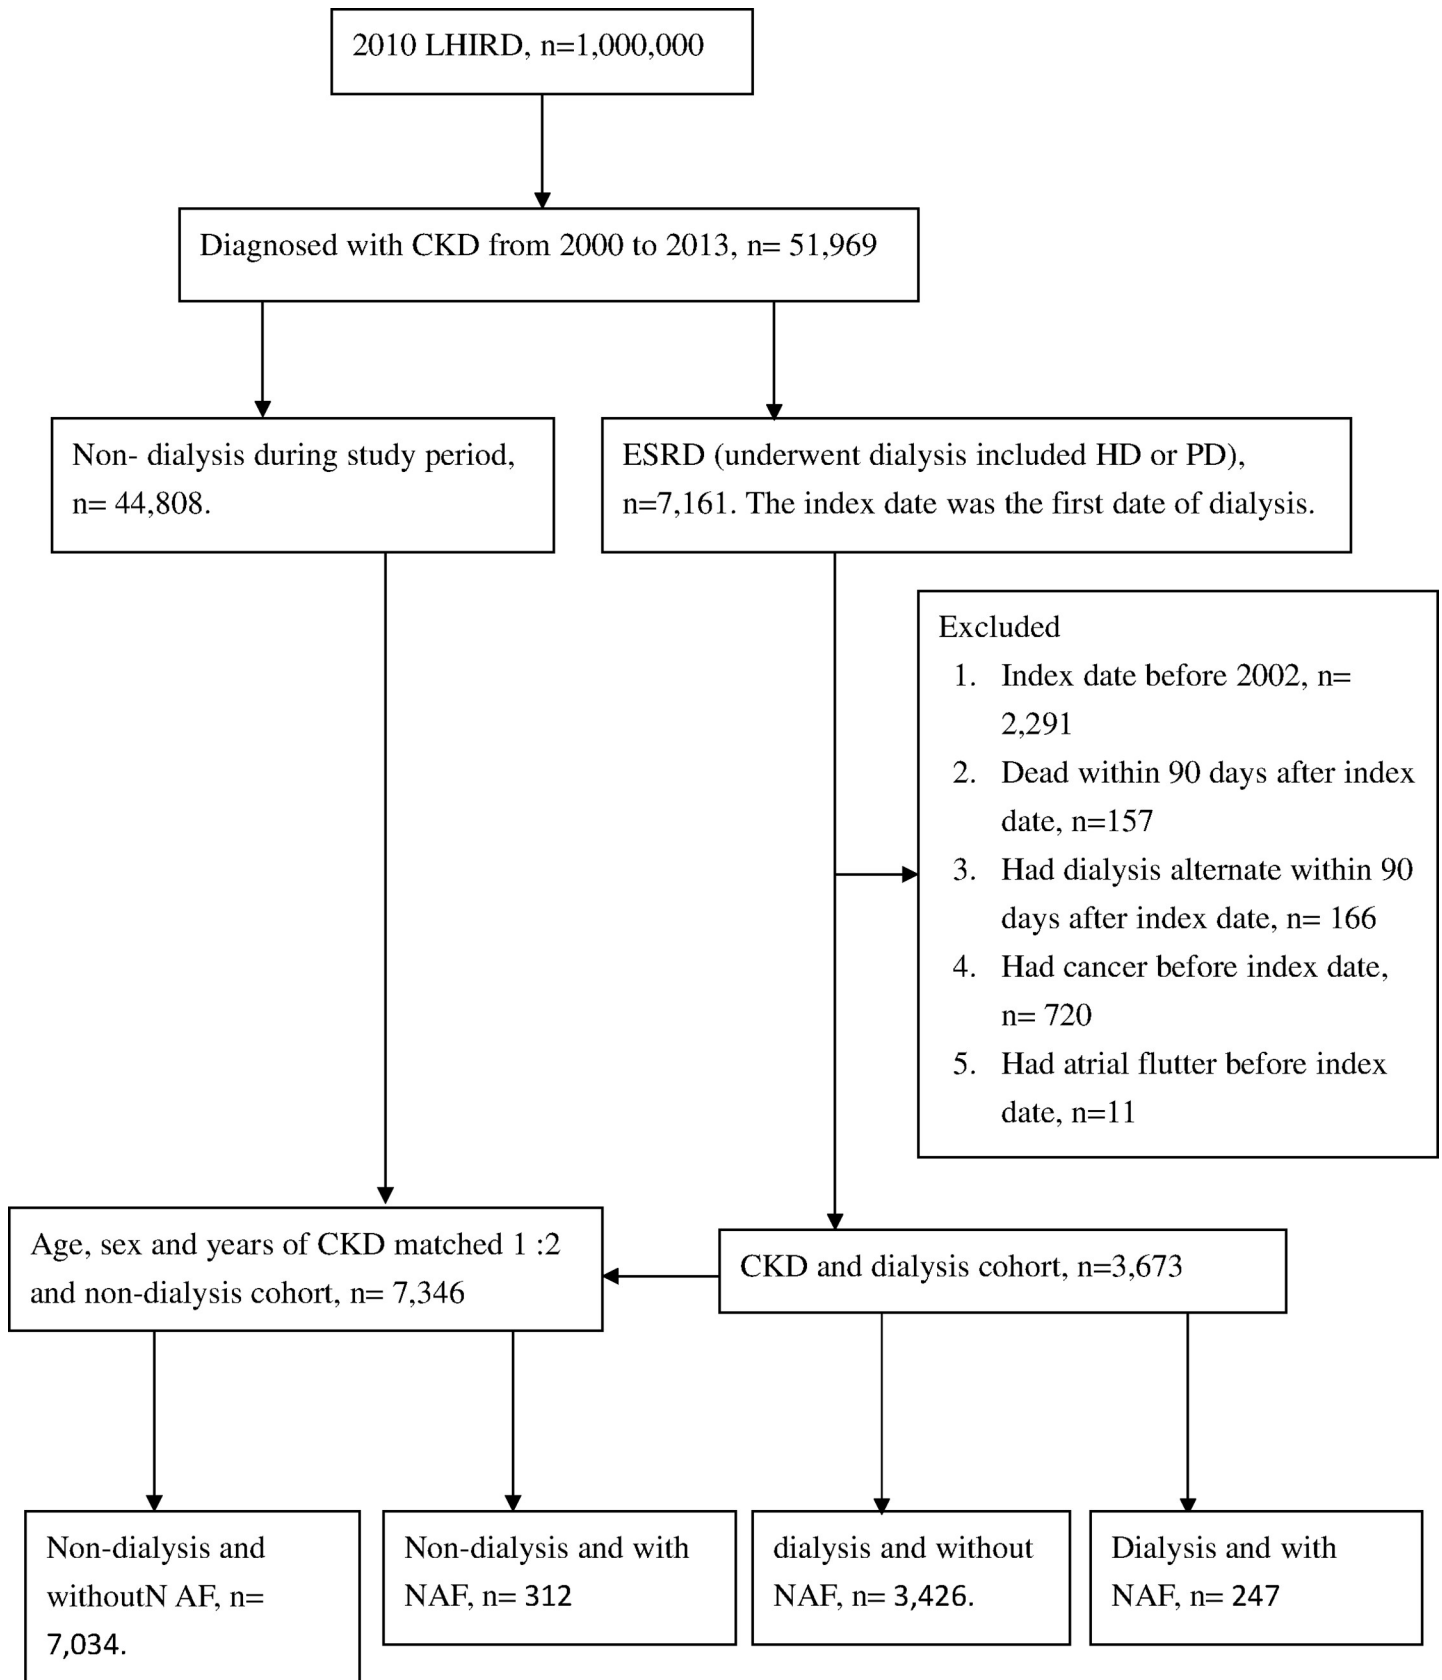 2010 LHIRD, n=1,000,000
Diagnosed with CKD from 2000 to 2013, n= 51,969
Non- dialysis during study period,
n= 44,808.
ESRD (underwent dialysis included HD or PD),
n=7,161. The index date was the first date of dialysis.
Excluded
1. Index date before 2002, n=
2,291
2. Dead within 90 days after index
date, n=157
3. Had dialysis alternate within 90
days after index date, n= 166
4. Had cancer before index date,
n= 720
5. Had atrial flutter before index
date, n=11
Age, sex and years of CKD matched 1 :2
and non-dialysis cohort, n= 7,346
CKD and dialysis cohort, n=3,673
Non-dialysis and
withoutN AF, n=
7,034.
Non-dialysis and with
NAF, n= 312
dialysis and without
NAF, n= 3,426.
Dialysis and with
NAF, n= 247